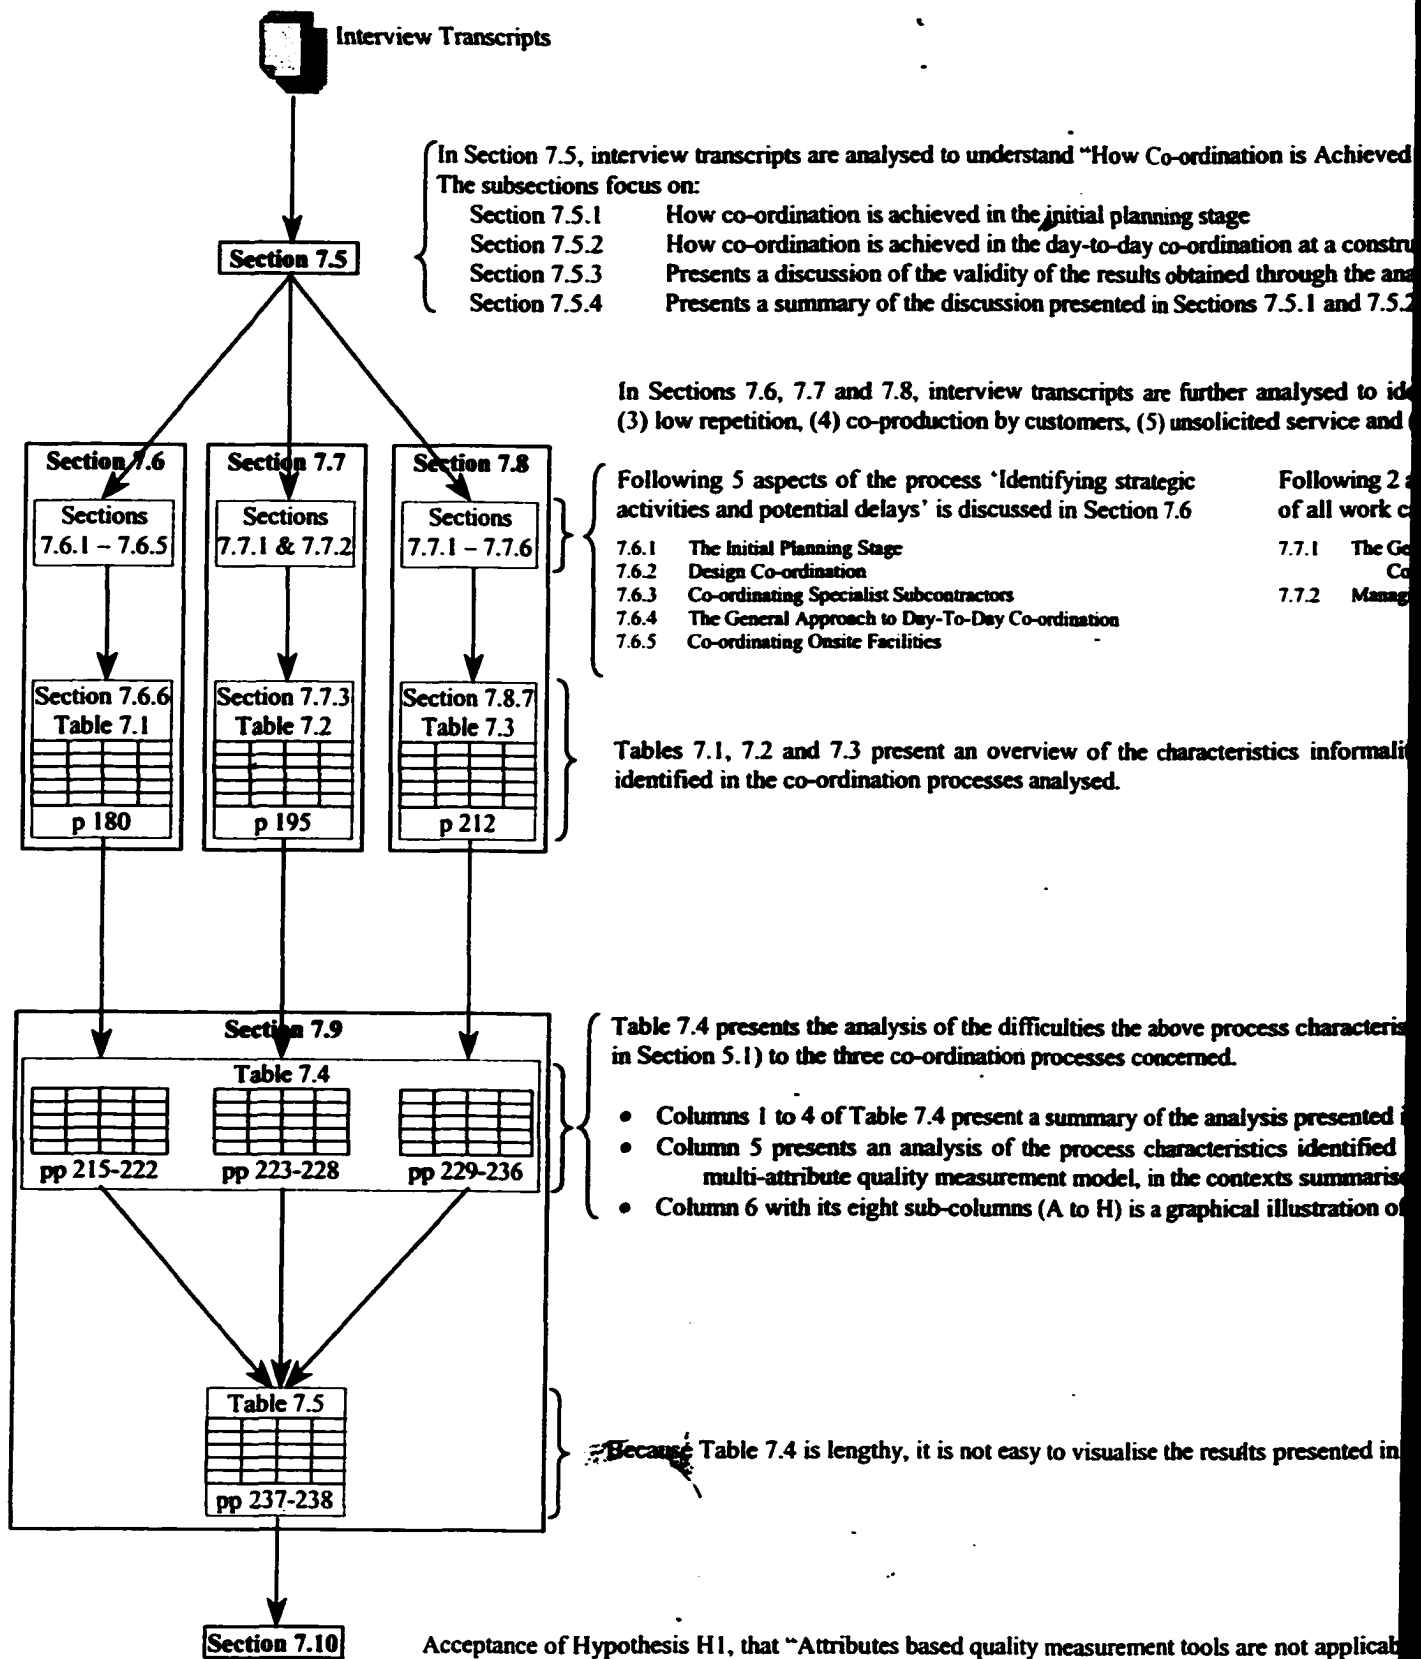 Interview Transcripts
In Section 7.5, interview transcripts are analysed to understand "How Co-ordination is Achieved
The subsections focus on:
Section 7.5.1 How co-ordination is achieved in the initial planning stage
Section 7.5.2 How co-ordination is achieved in the day-to-day co-ordination at a constru
Section 7.5.3 Presents a discussion of the validity of the results obtained through the ana
Section 7.5.4 Presents a summary of the discussion presented in Sections 7.5.1 and 7.5.2
Section 7.5
In Sections 7.6, 7.7 and 7.8, interview transcripts are further analysed to ide
(3) low repetition, (4) co-production by customers, (5) unsolicited service and
Section 7.6
Sections
7.6.1 – 7.6.5
Section 7.7
Sections
7.7.1 & 7.7.2
Section 7.8
Sections
7.7.1 – 7.7.6
Following 5 aspects of the process 'Identifying strategic
activities and potential delays' is discussed in Section 7.6
7.6.1 The Initial Planning Stage
7.6.2 Design Co-ordination
7.6.3 Co-ordinating Specialist Subcontractors
7.6.4 The General Approach to Day-To-Day Co-ordination
7.6.5 Co-ordinating Onsite Facilities
Following 2 a
of all work ca
7.7.1 The Ge
Co
7.7.2 Manag
Section 7.6.6
Table 7.1
p 180
Section 7.7.3
Table 7.2
p 195
Section 7.8.7
Table 7.3
p 212
Tables 7.1, 7.2 and 7.3 present an overview of the characteristics informalit
identified in the co-ordination processes analysed.
Section 7.9
Table 7.4
pp 215-222
pp 223-228
pp 229-236
Table 7.4 presents the analysis of the difficulties the above process characteris
in Section 5.1) to the three co-ordination processes concerned.
• Columns 1 to 4 of Table 7.4 present a summary of the analysis presented i
• Column 5 presents an analysis of the process characteristics identified
multi-attribute quality measurement model, in the contexts summarise
• Column 6 with its eight sub-columns (A to H) is a graphical illustration of
Table 7.5
pp 237-238
Because Table 7.4 is lengthy, it is not easy to visualise the results presented in
Section 7.10
Acceptance of Hypothesis H1, that "Attributes based quality measurement tools are not applicab